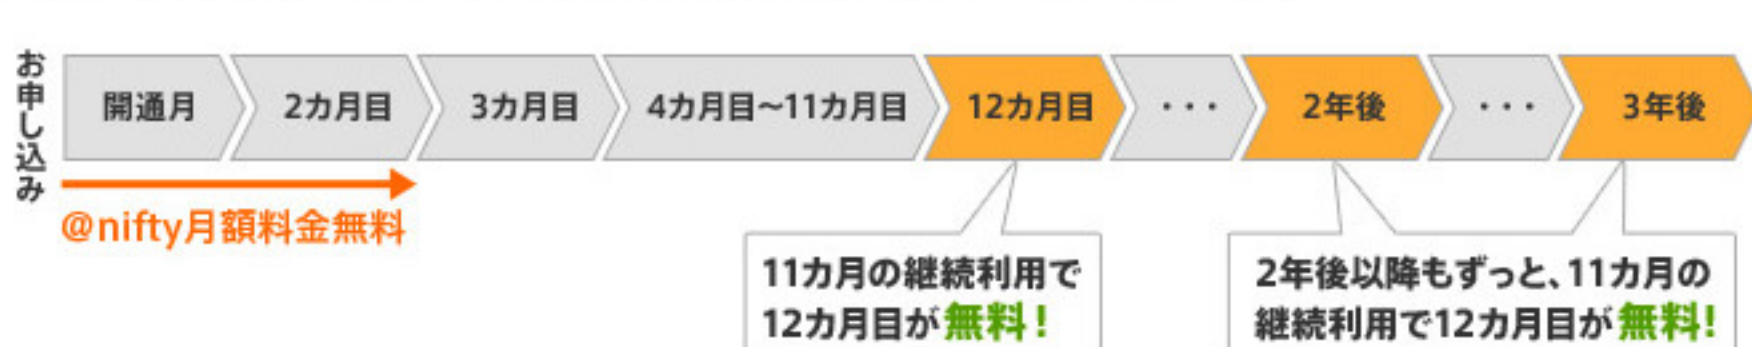 お申し込み
開通月
2カ月目
3カ月目
4カ月目～11カ月目
12カ月目
・・・
2年後
・・・
3年後
@nifty月額料金無料
11カ月の継続利用で
12カ月目が無料！
2年後以降もずっと、11カ月の
継続利用で12カ月目が無料!